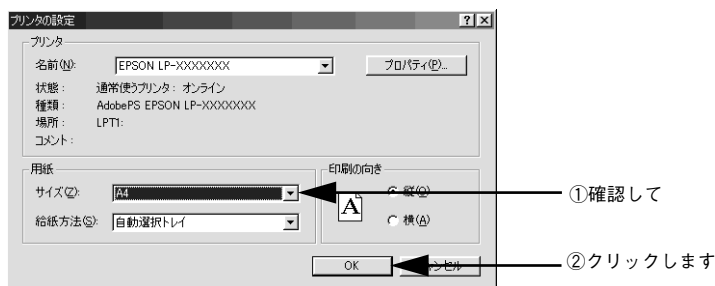 プリンタの設定
プリンタ
名前(N): EPSON LP-XXXXXXX プロパティ(P)...
状態： 通常使うプリンタ： オンライン
種類： AdobePS EPSON LP-XXXXXXX
場所： LPT1:
コメント：
用紙
サイズ(Z): A4
給紙方法(S): 自動選択トレイ
印刷の向き
A
縦(O)
横(A)
①確認して
OK
②クリックします